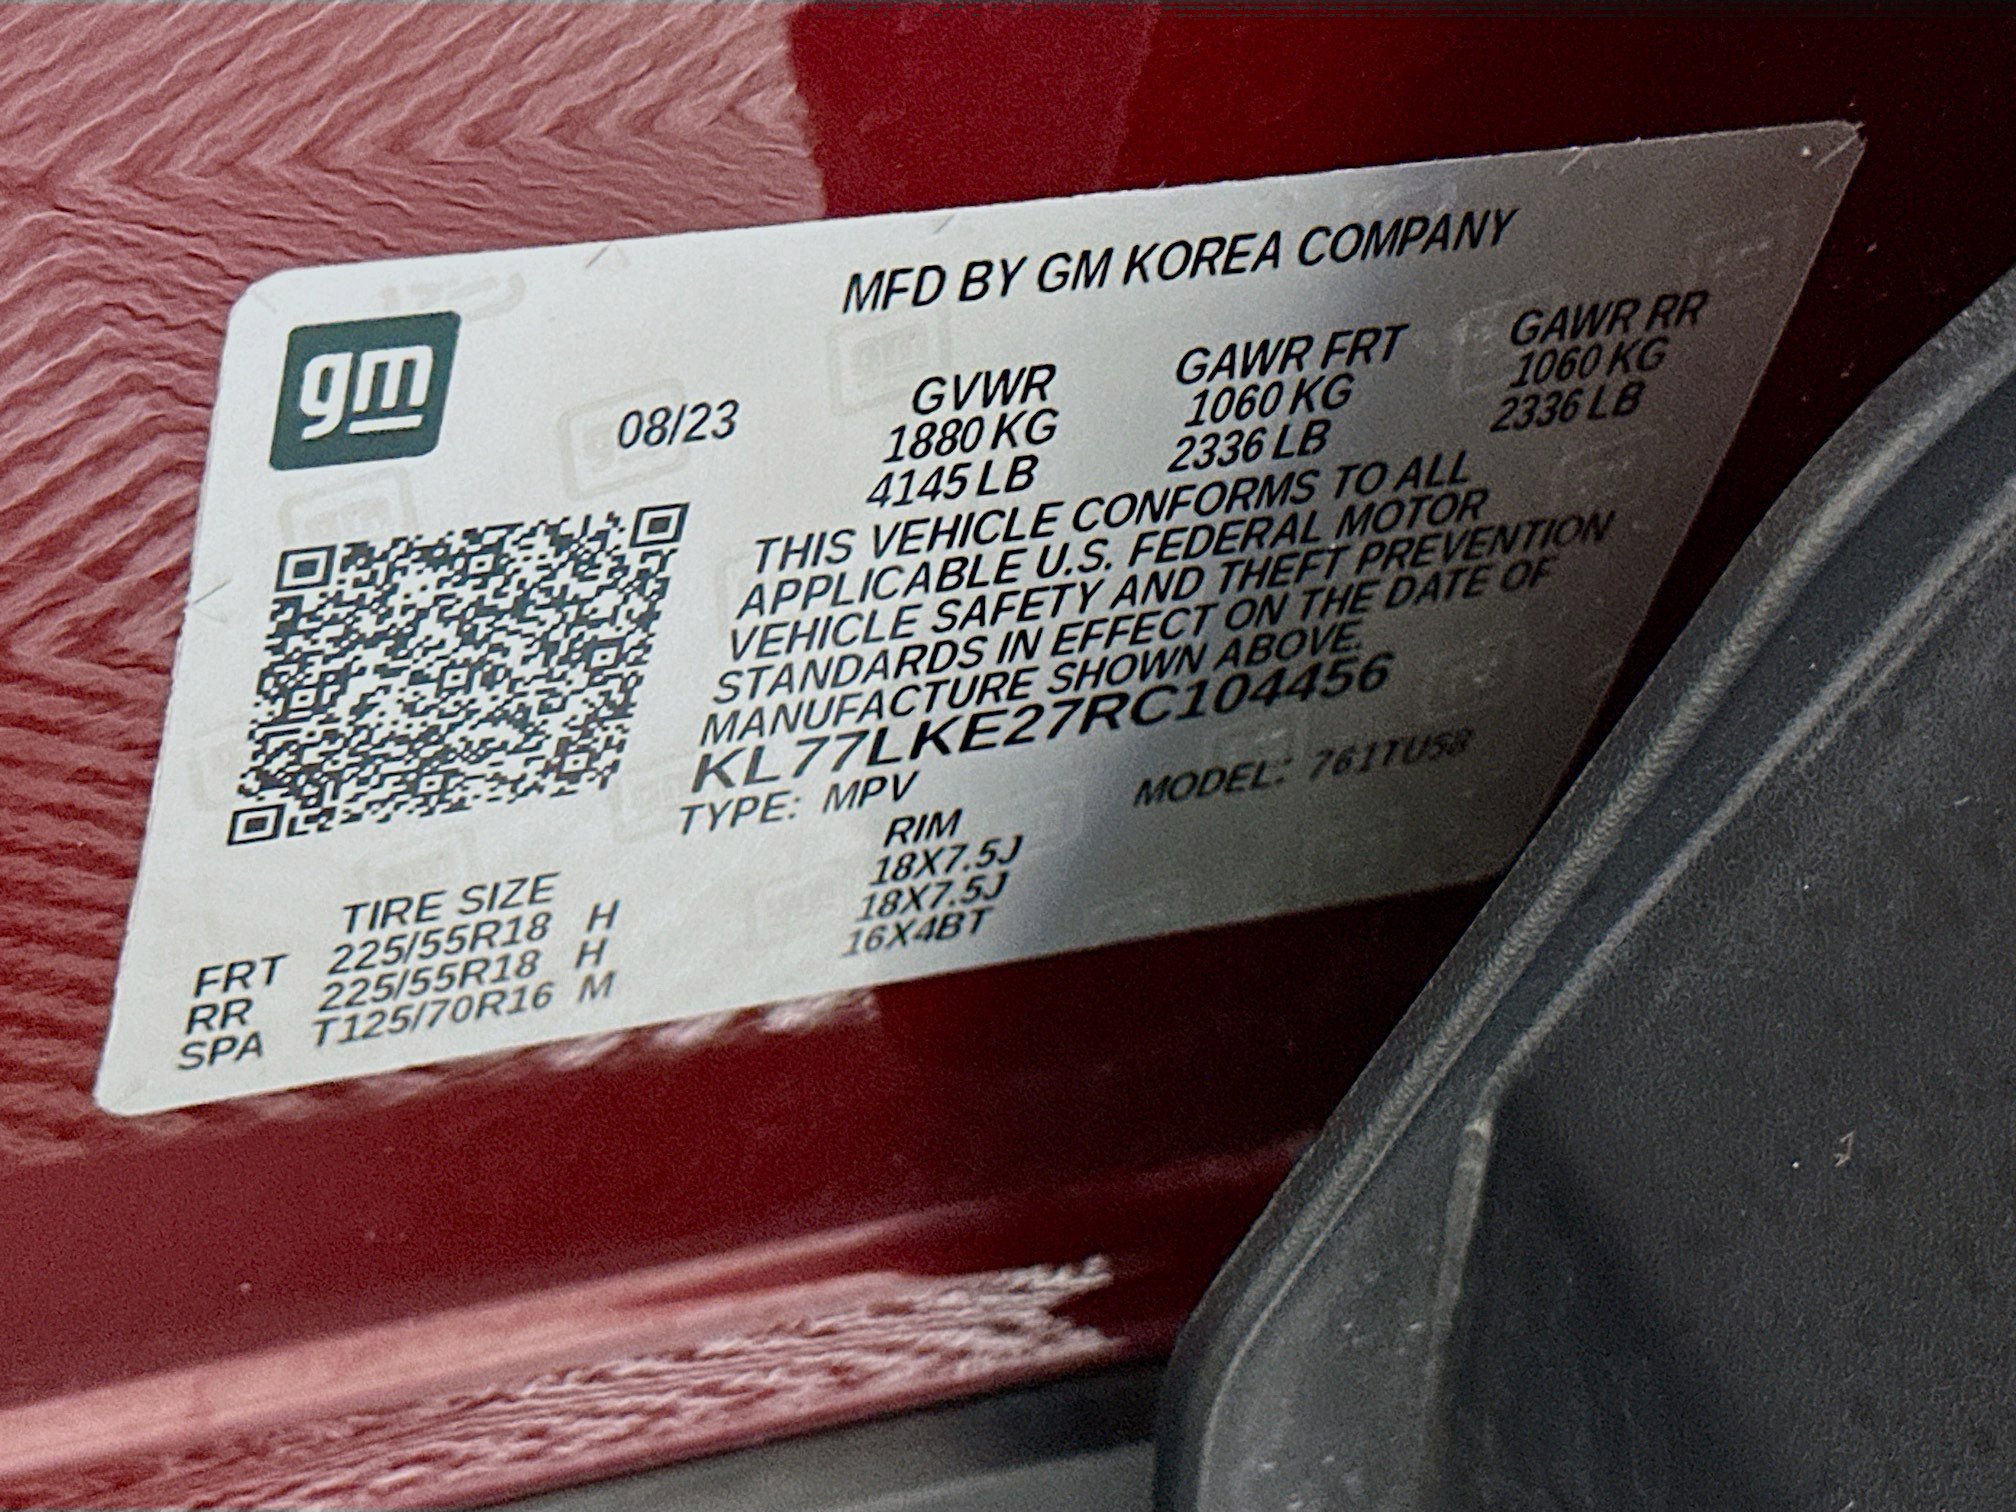 MFD BY GM KOREA COMPANY
gm
08/23
GVWR GAWR FRT GAWR RR
1880 KG 1060 KG 1060 KG
4145 LB 2336 LB 2336 LB
THIS VEHICLE CONFORMS TO ALL
APPLICABLE U.S. FEDERAL MOTOR
VEHICLE SAFETY AND THEFT PREVENTION
STANDARDS IN EFFECT ON THE DATE OF
MANUFACTURE SHOWN ABOVE.
KL77LKE27RC104456
TYPE: MPV MODEL: 761TU58
TIRE SIZE RIM
FRT 225/55R18 H 18X7.5J
RR 225/55R18 H 18X7.5J
SPA T125/70R16 M 16X4BT